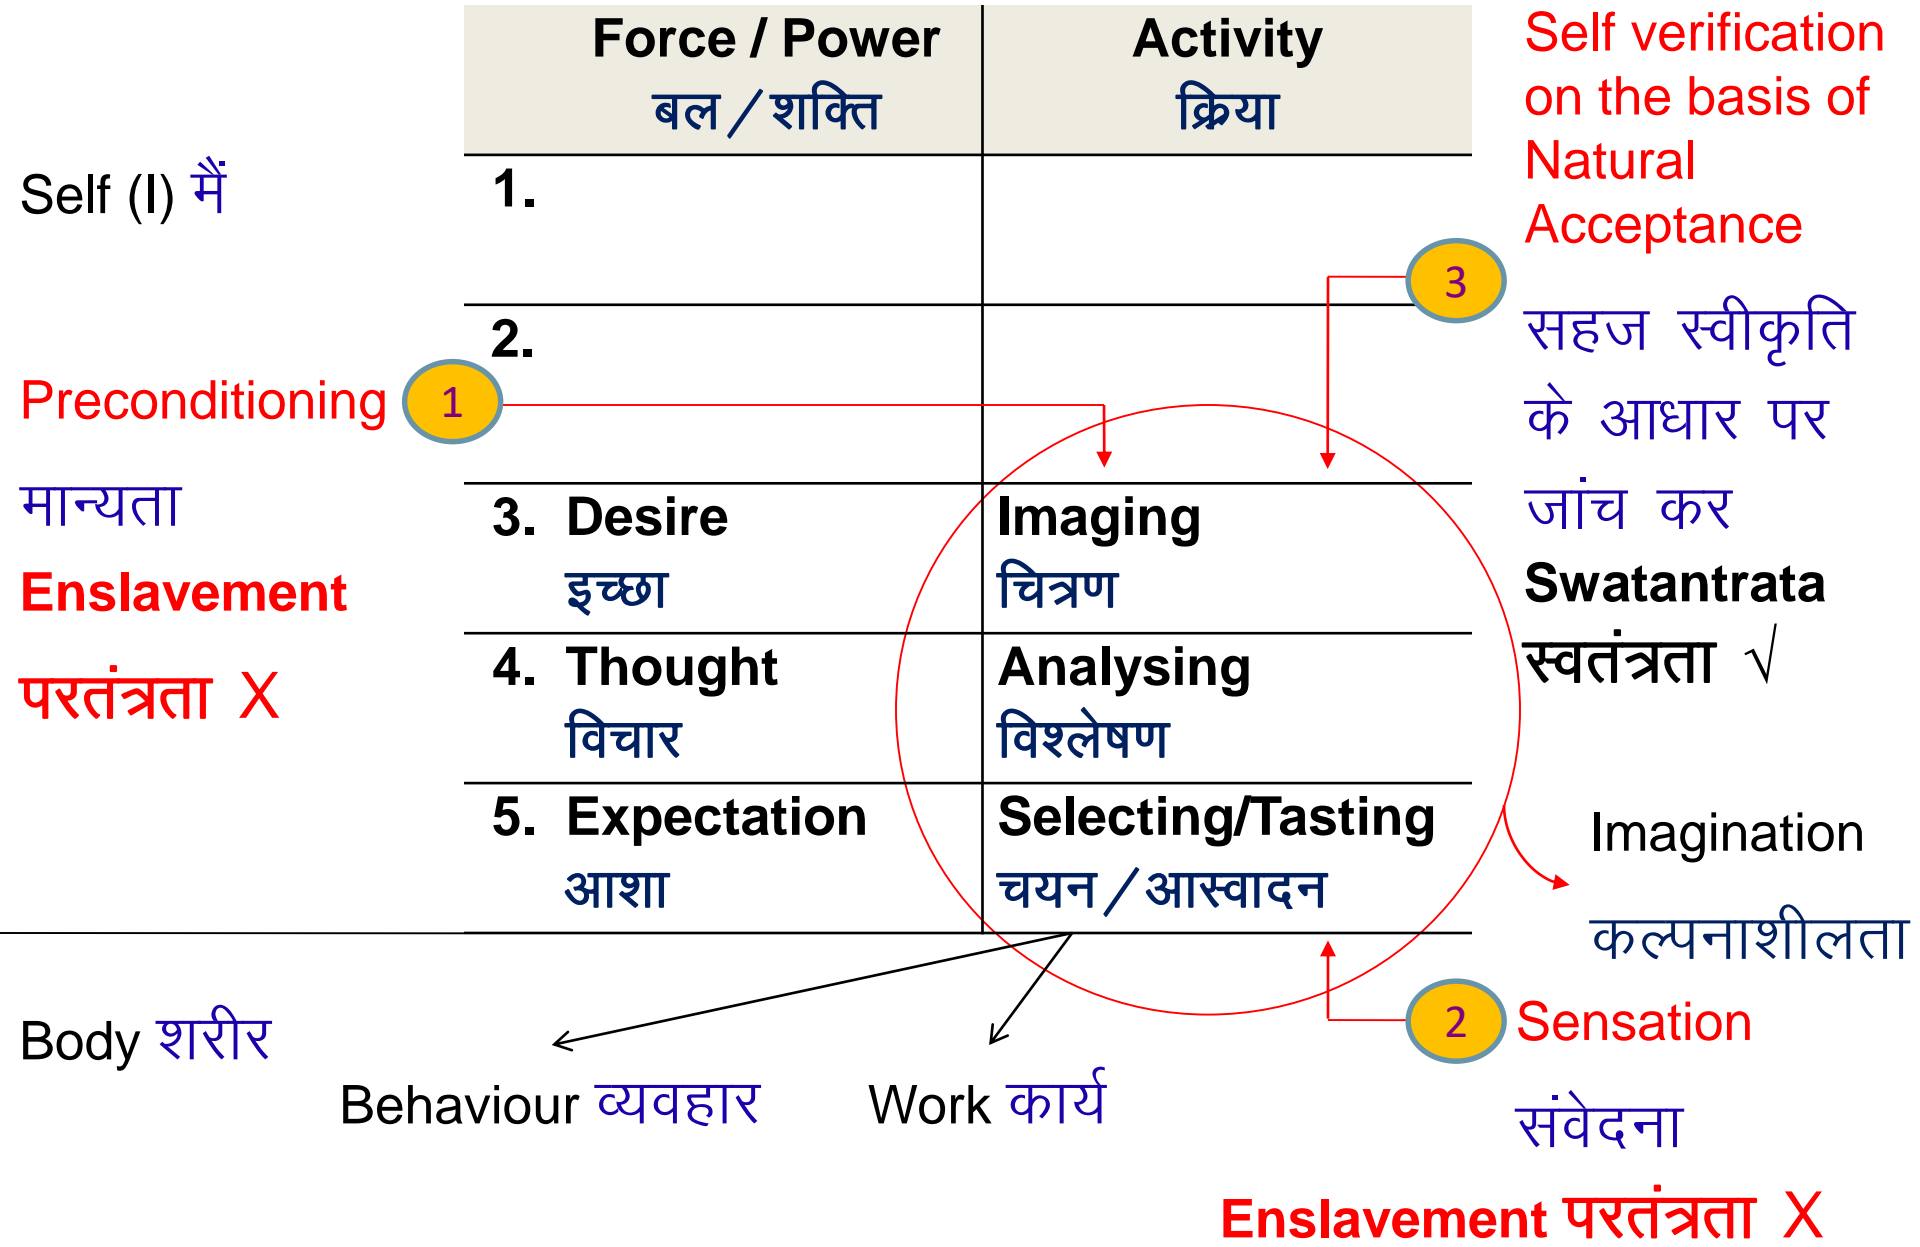 Force / Power
बल / शक्ति
Activity
क्रिया
Self (I) मैं
1.
2.
Preconditioning 1
मान्यता
Enslavement
परतंत्रता X
3. Desire
इच्छा
Imaging
चित्रण
4. Thought
विचार
Analysing
विश्लेषण
5. Expectation
आशा
Selecting/Tasting
चयन / आस्वादन
Self verification
on the basis of
Natural
Acceptance
3
सहज स्वीकृति
के आधार पर
जांच कर
Swatantrata
स्वतंत्रता √
Imagination
कल्पनाशीलता
Body शरीर
Behaviour व्यवहार
Work कार्य
2 Sensation
संवेदना
Enslavement परतंत्रता X